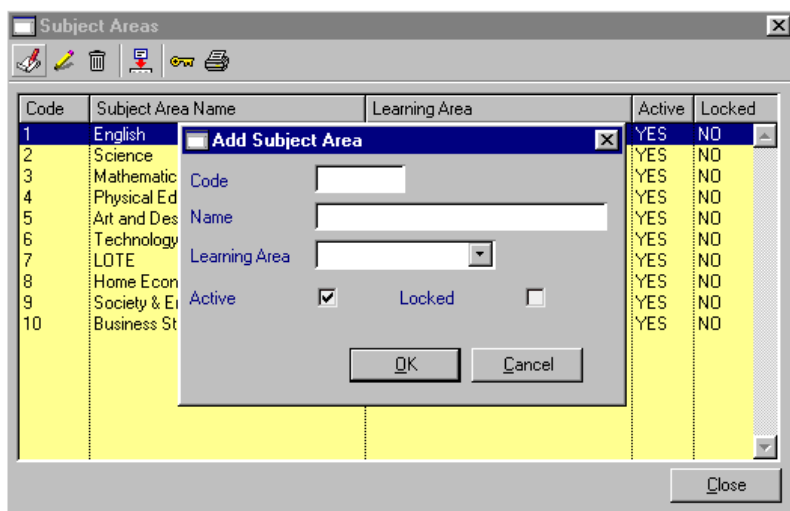 Subject Areas
Code Subject Area Name Learning Area Active Locked
1 English YES NO
2 Science YES NO
3 Mathematic YES NO
4 Physical Ed YES NO
5 Art and Des YES NO
6 Technology YES NO
7 LOTE YES NO
8 Home Econ YES NO
9 Society & E YES NO
10 Business St YES NO
Add Subject Area
Code
Name
Learning Area
Active Locked
OK Cancel
Close